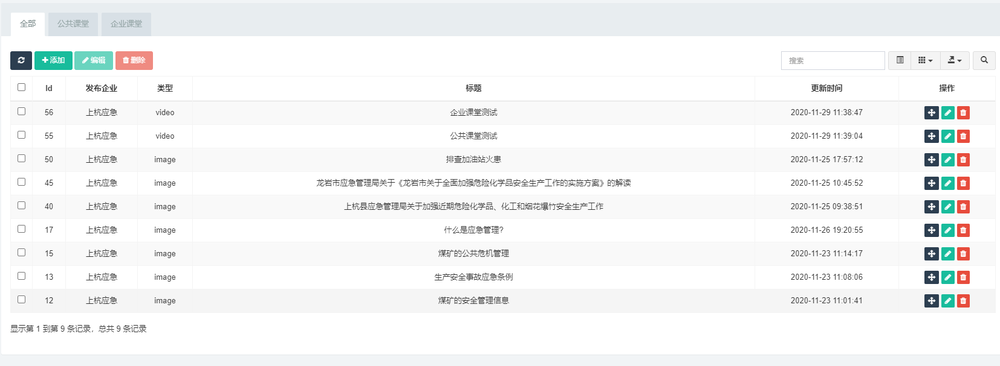 全部 公共课堂 企业课堂
添加 编辑 删除 搜索
Id 发布企业 类型 标题 更新时间 操作
56 上杭应急 video 企业课堂测试 2020-11-29 11:38:47
55 上杭应急 video 公共课堂测试 2020-11-29 11:39:04
50 上杭应急 image 排查加油站火患 2020-11-25 17:57:12
45 上杭应急 image 龙岩市应急管理局关于《龙岩市关于全面加强危险化学品安全生产工作的实施方案》的解读 2020-11-25 10:45:52
40 上杭应急 image 上杭县应急管理局关于加强近期危险化学品、化工和烟花爆竹安全生产工作 2020-11-25 09:38:51
17 上杭应急 image 什么是应急管理? 2020-11-26 19:20:55
15 上杭应急 image 煤矿的公共危机管理 2020-11-23 11:14:17
13 上杭应急 image 生产安全事故应急条例 2020-11-23 11:08:06
12 上杭应急 image 煤矿的安全管理信息 2020-11-23 11:01:41
显示第 1 到第 9 条记录，总共 9 条记录